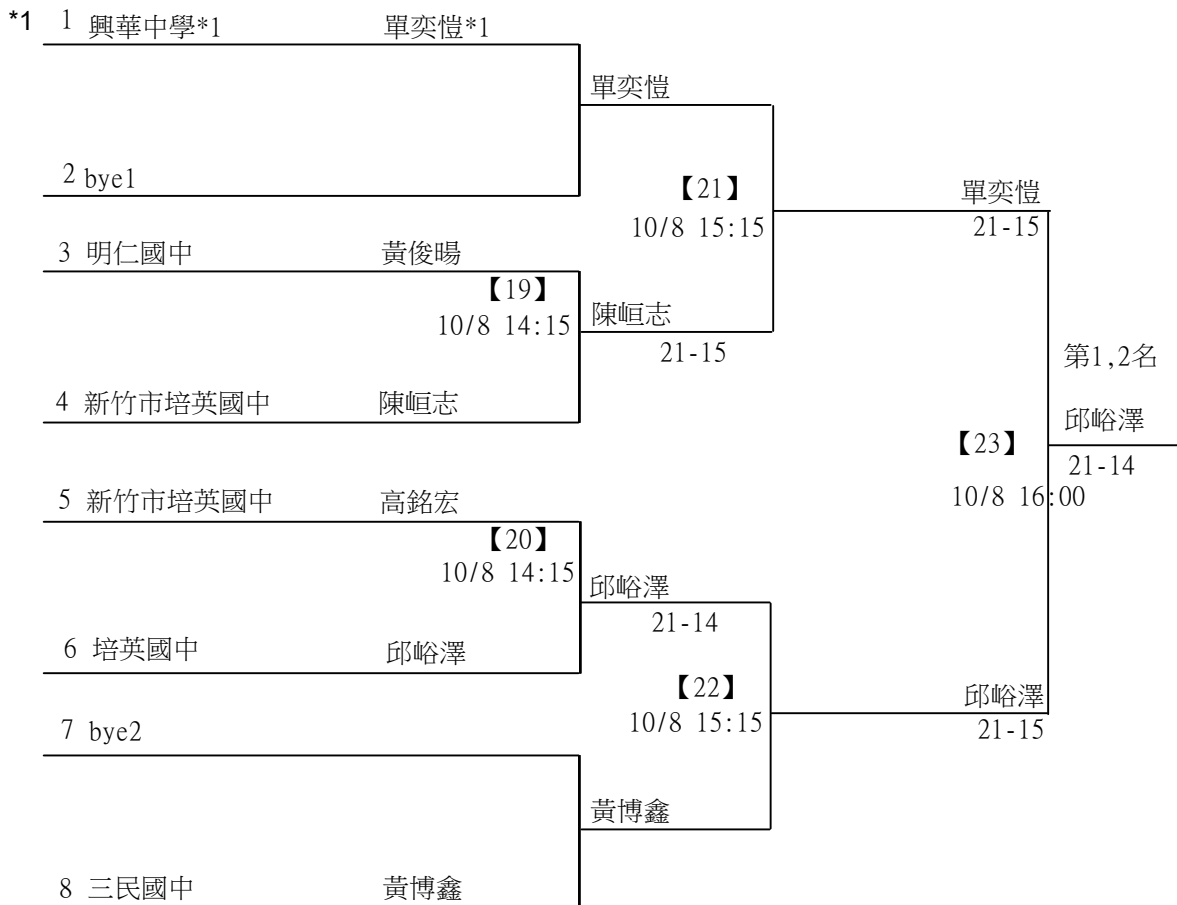 *1 1 興華中學*1 單奕愷*1
單奕愷
2 bye1
【21】 單奕愷
10/8 15:15 21-15
3 明仁國中 黃俊暘
【19】
10/8 14:15 陳峘志
21-15
第1,2名
4 新竹市培英國中 陳峘志
邱峪澤
【23】
21-14
5 新竹市培英國中 高銘宏
10/8 16:00
【20】
10/8 14:15 邱峪澤
21-14
6 培英國中 邱峪澤
【22】 邱峪澤
7 bye2 10/8 15:15 21-15
黃博鑫
8 三民國中 黃博鑫